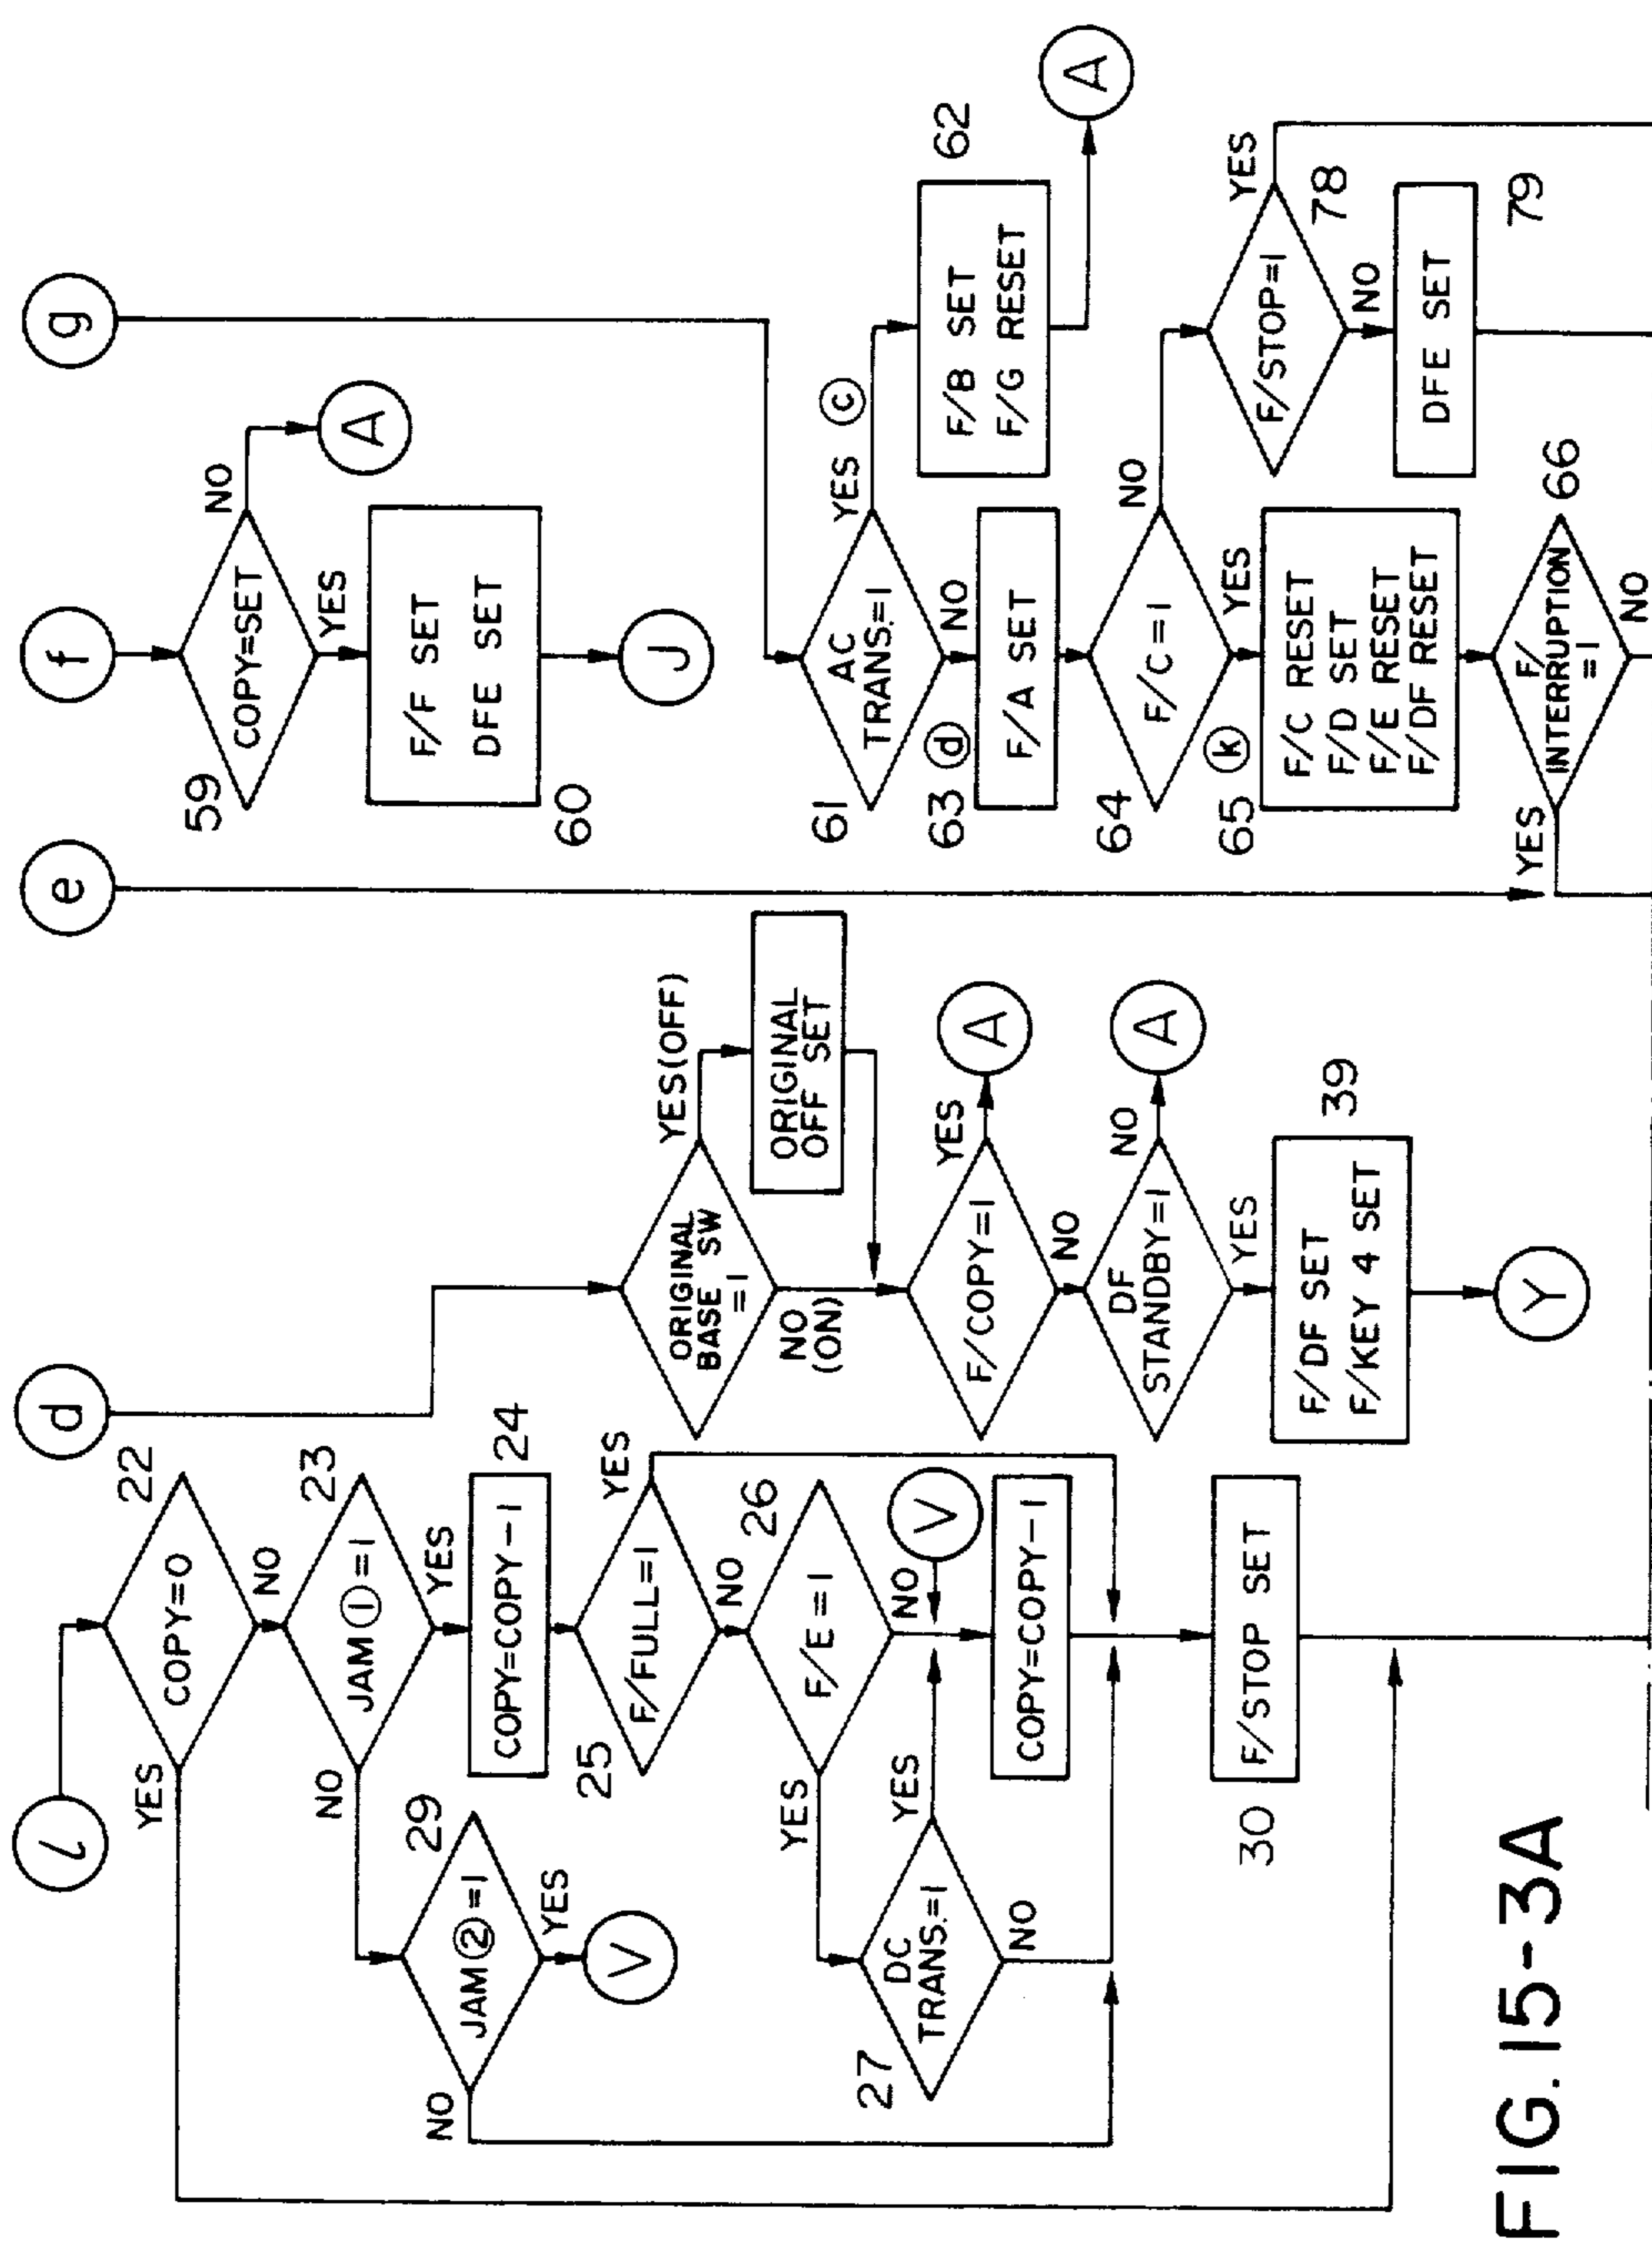 l
22
COPY=0
YES
NO
23
JAM①=1
NO
YES
29
JAM②=1
NO
YES
V
24
COPY=COPY-1
25
F/FULL=1
YES
NO
26
F/E=1
YES
NO
V
27
DC
TRANS.=1
YES
NO
COPY=COPY-1
30
F/STOP SET
d
ORIGINAL
BASE SW
=1
YES(OFF)
NO
(ON)
ORIGINAL
OFF SET
F/COPY=1
YES
A
NO
DF
STANDBY=1
NO
A
YES
39
F/DF SET
F/KEY 4 SET
Y
e
f
59
COPY=SET
NO
A
YES
60
F/F SET
DFE SET
J
g
61
AC
TRANS.=1
YES ⓒ
62
F/B SET
F/G RESET
A
NO
63 ⓓ
F/A SET
64
F/C=1
NO
YES
78
F/STOP=1
YES
NO
79
DFE SET
65 ⓚ
F/C RESET
F/D SET
F/E RESET
F/DF RESET
66
F/
INTERRUPTION
=1
YES
NO
FIG.15-3A